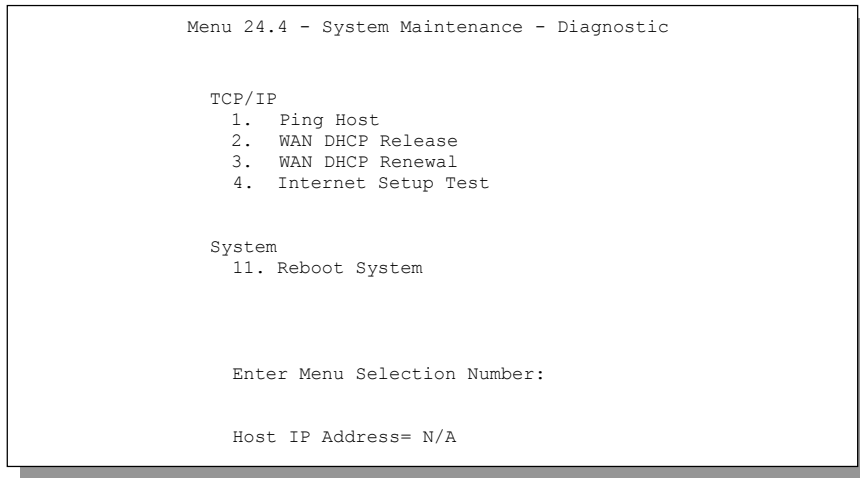 Menu 24.4 - System Maintenance - Diagnostic
TCP/IP
1. Ping Host
2. WAN DHCP Release
3. WAN DHCP Renewal
4. Internet Setup Test
System
11. Reboot System
Enter Menu Selection Number:
Host IP Address= N/A